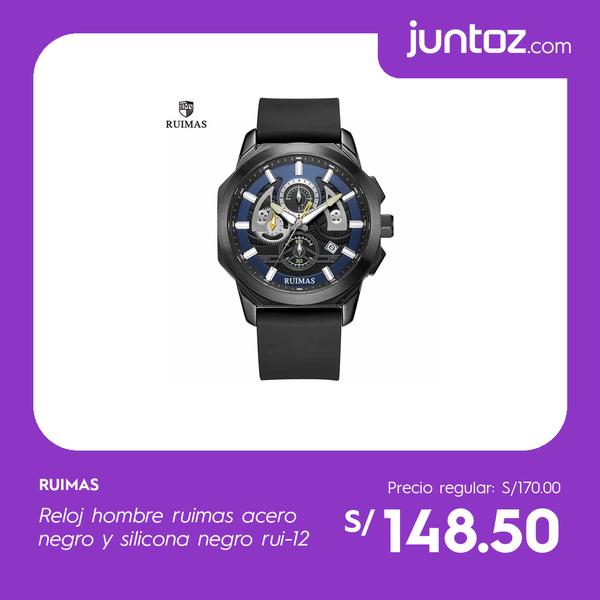 juntoz.com
RUIMAS
30
RUIMAS
RUIMAS
Reloj hombre ruimas acero
negro y silicona negro rui-12
Precio regular: S/170.00
S/148.50